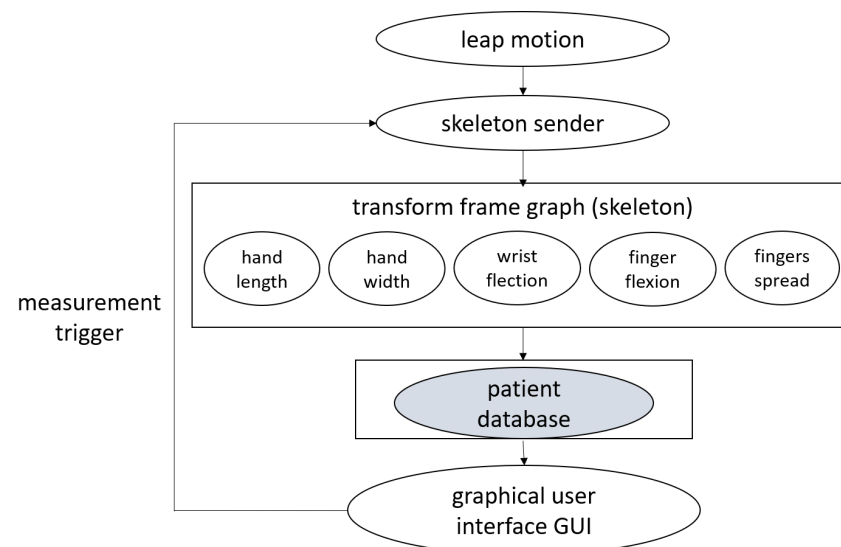 leap motion
skeleton sender
transform frame graph (skeleton)
hand
length
hand
width
wrist
flection
finger
flexion
fingers
spread
measurement
trigger
patient
database
graphical user
interface GUI